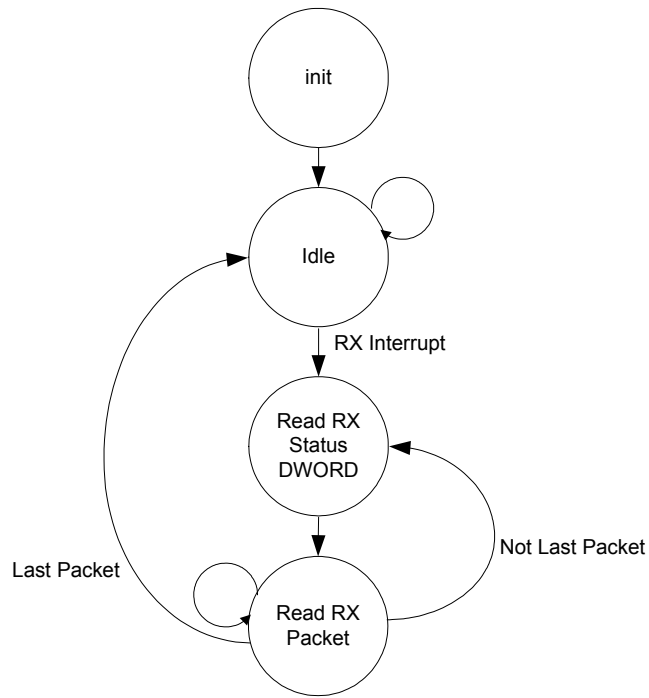 init
Idle
RX Interrupt
Read RX
Status
DWORD
Not Last Packet
Last Packet
Read RX
Packet